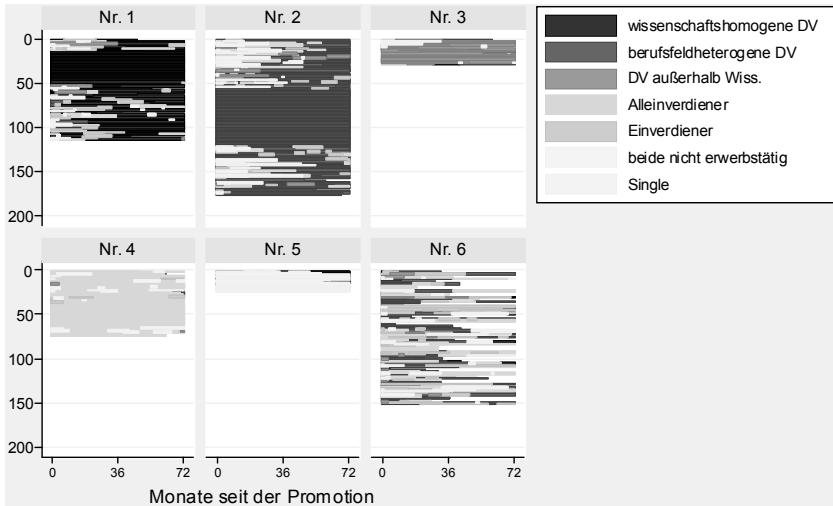 Nr. 1 Nr. 2 Nr. 3
0
50
100
150
200
Nr. 4 Nr. 5 Nr. 6
0
50
100
150
200
0 36 72 0 36 72 0 36 72
Monate seit der Promotion
wissenschaftshomogene DV
berufsfeldheterogene DV
DV außerhalb Wiss.
Alleinverdiener
Einverdiener
beide nicht erwerbstätig
Single